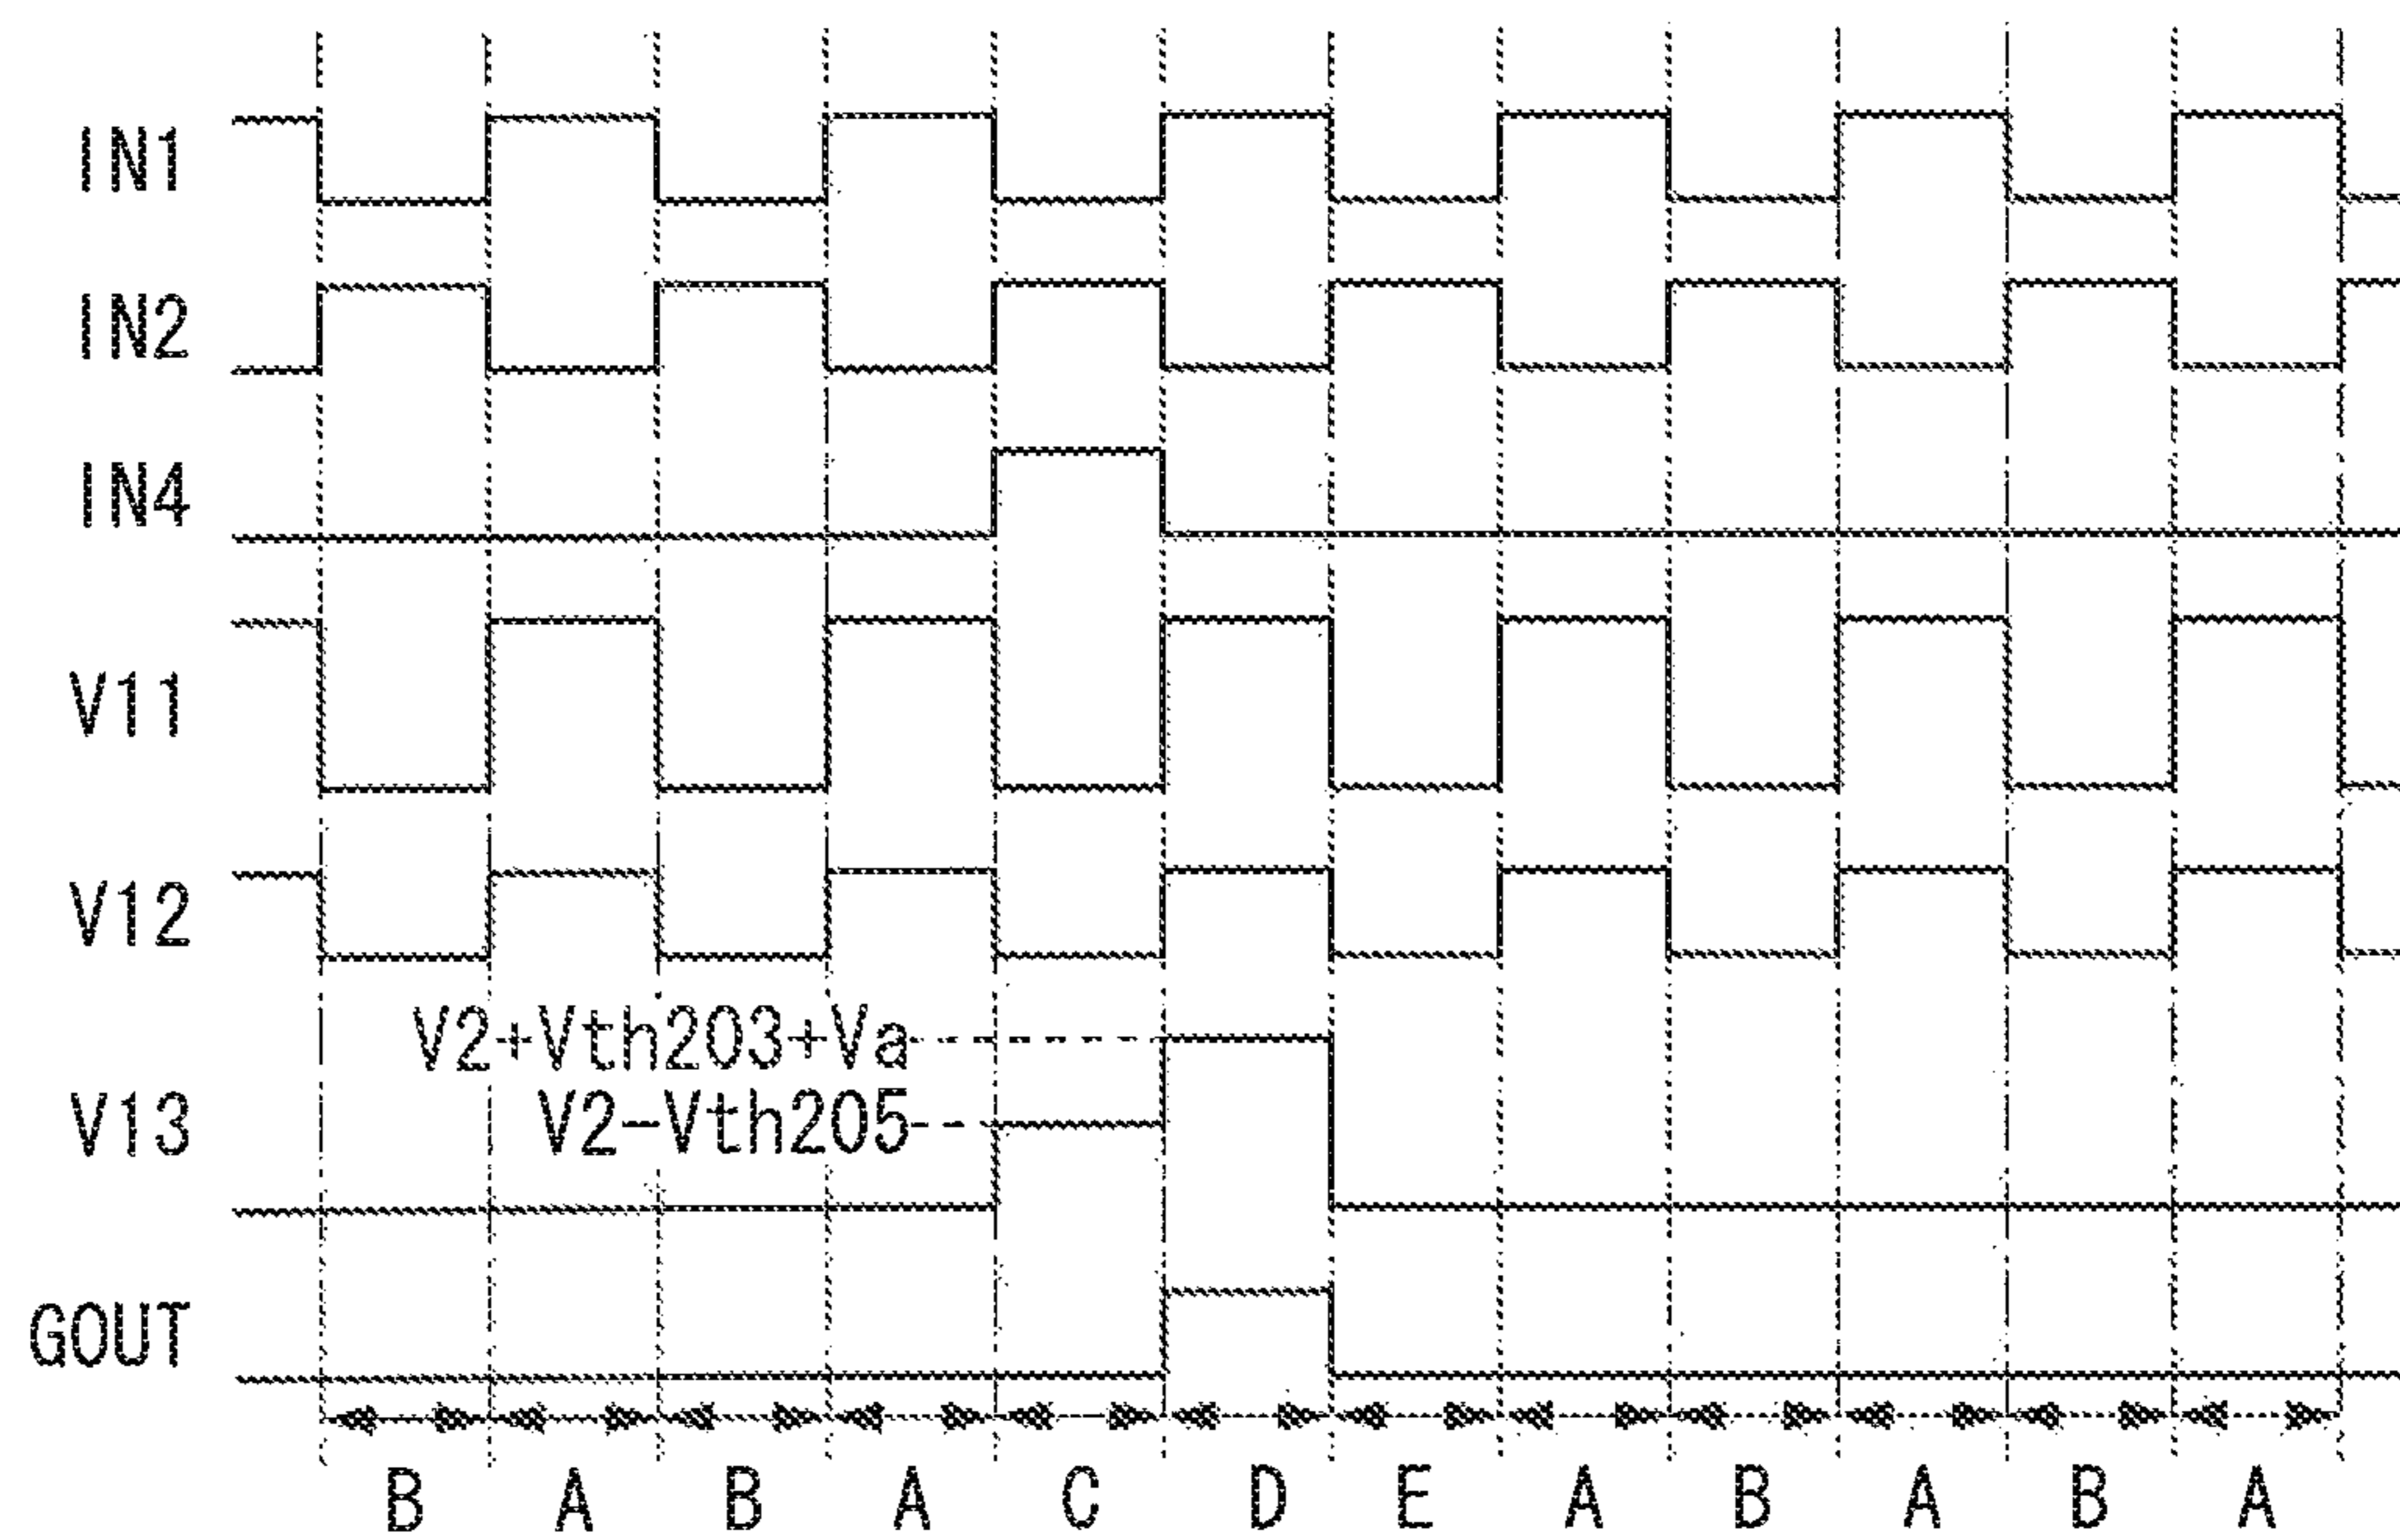 IN1
IN2
IN4
V11
V12
V2+Vth203+Va
V2-Vth205
V13
GOUT
B A B A C D E A B A B A